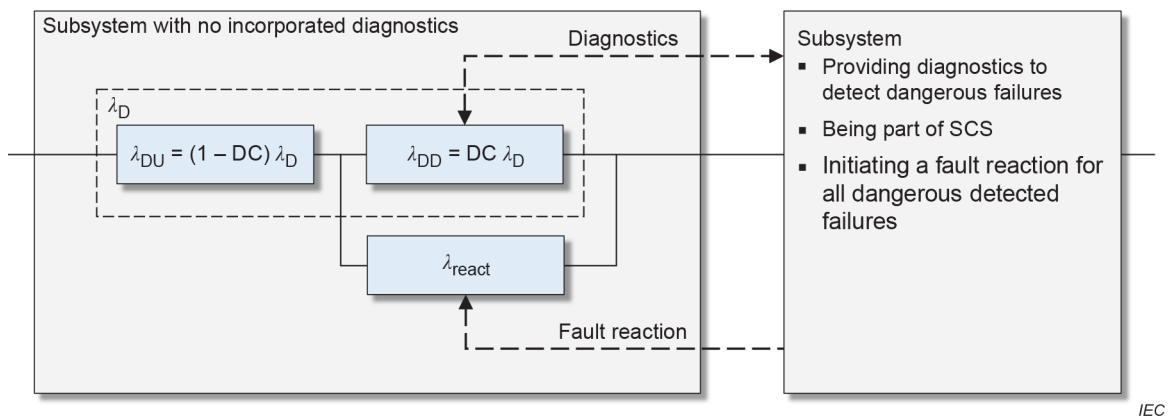 Subsystem with no incorporated diagnostics
Diagnostics
λD
λDU = (1 – DC) λD
λDD = DC λD
λreact
Fault reaction
Subsystem
▪ Providing diagnostics to
detect dangerous failures
▪ Being part of SCS
▪ Initiating a fault reaction for
all dangerous detected
failures
IEC